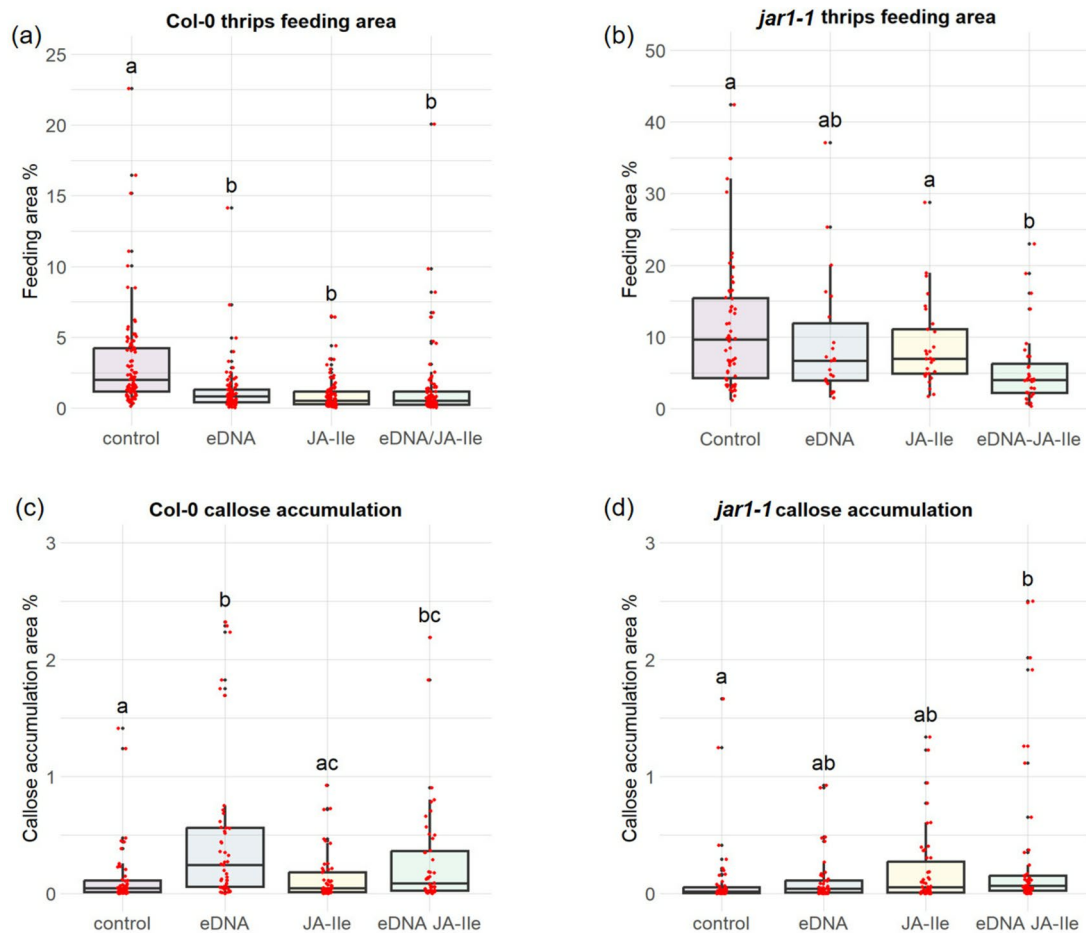 (a)
Col-0 thrips feeding area
25
20
15
10
5
0
Feeding area %
a
b
b
b
control
eDNA
JA-Ile
eDNA/JA-Ile
(b)
jar1-1 thrips feeding area
50
40
30
20
10
0
Feeding area %
a
ab
a
b
Control
eDNA
JA-Ile
eDNA-JA-Ile
(c)
Col-0 callose accumulation
3
2
1
0
Callose accumulation area %
a
b
ac
bc
control
eDNA
JA-Ile
eDNA JA-Ile
(d)
jar1-1 callose accumulation
3
2
1
0
Callose accumulation area %
a
ab
ab
b
control
eDNA
JA-Ile
eDNA JA-Ile